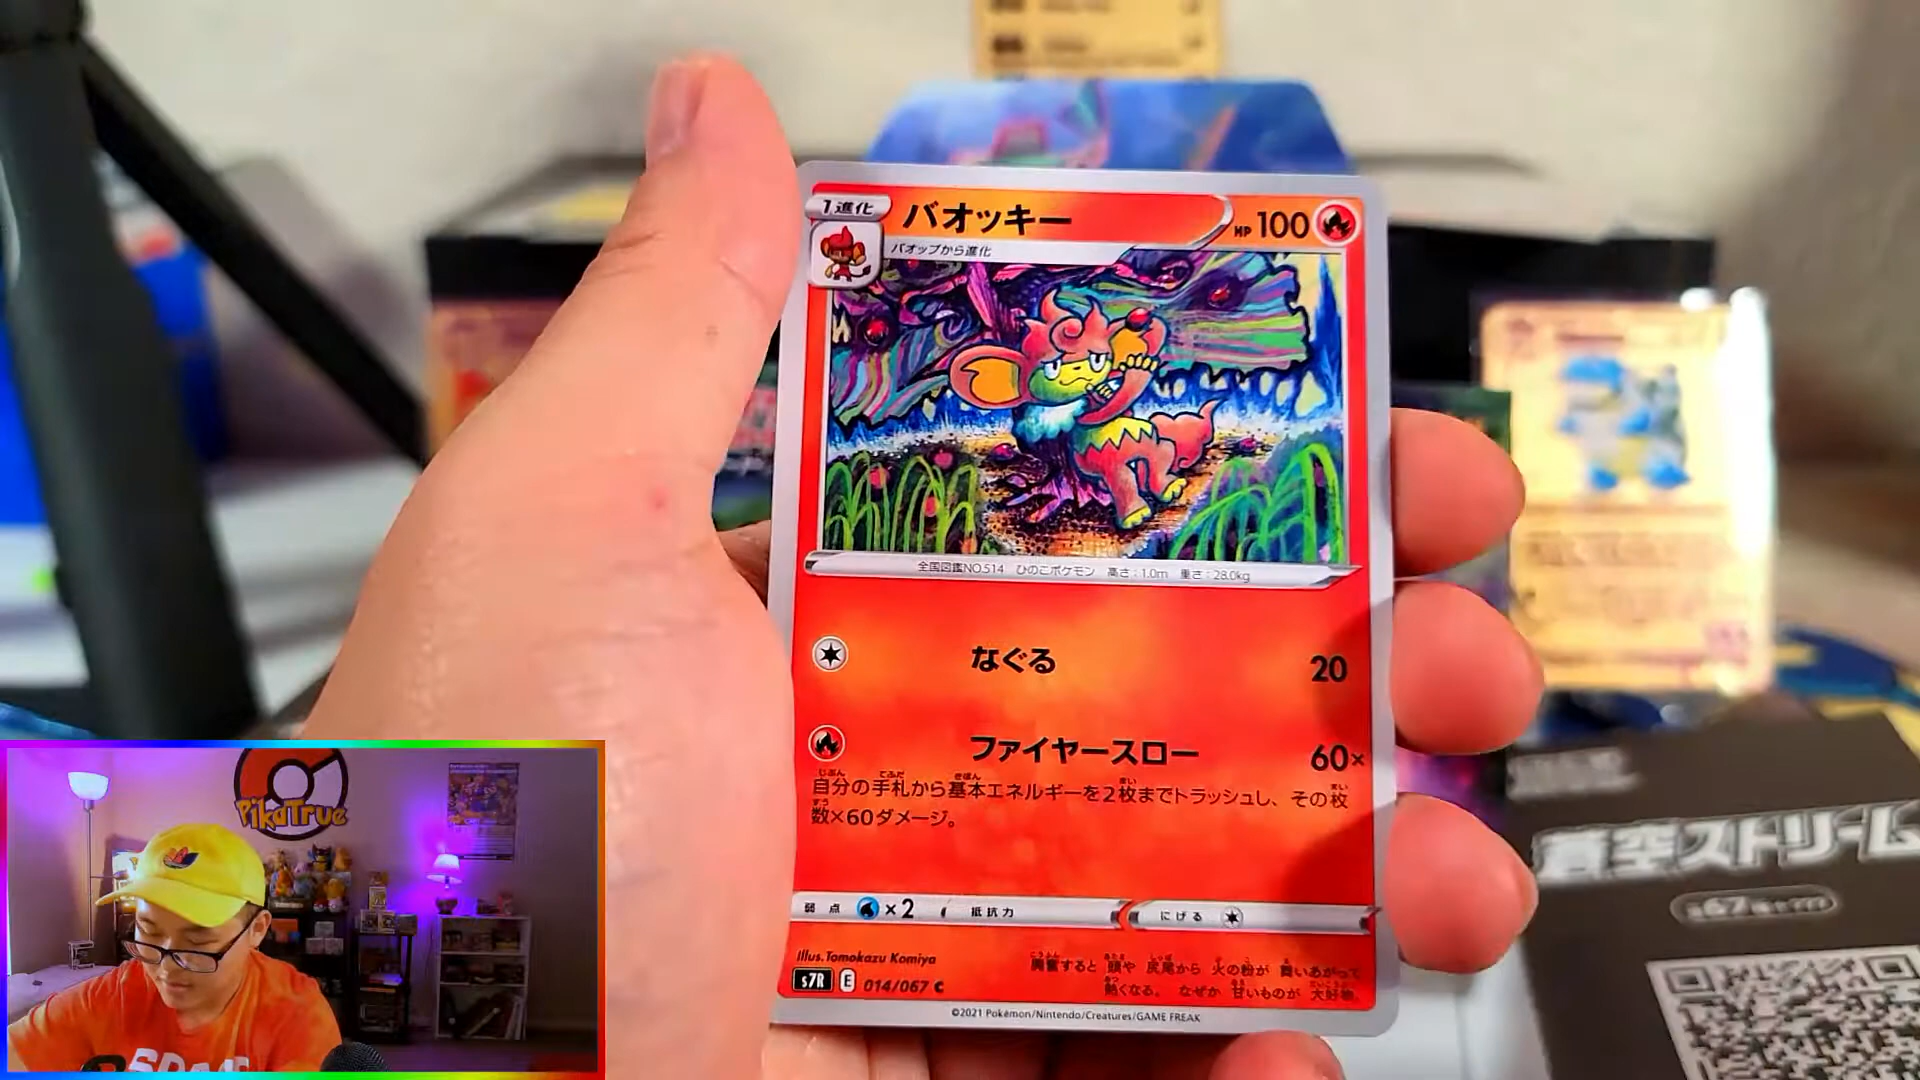 1進化
バオッキー
HP 100
バオップから進化
全国図鑑NO.514 ひのこポケモン 高さ：1.0m 重さ：28.0kg
なぐる
20
ファイヤースロー
60×
自分の手札から基本エネルギーを2枚までトラッシュし、その枚
数×60ダメージ。
弱点 ×2 抵抗力 にげる
Illus.Tomokazu Komiya
s7R E 014/067 C
興奮すると 頭や 尻尾から 火の粉が 舞いあがって
熱くなる。 なぜか 甘いものが 大好物。
©2021 Pokémon/Nintendo/Creatures/GAME FREAK
蒼空ストリーム
PikaTrue